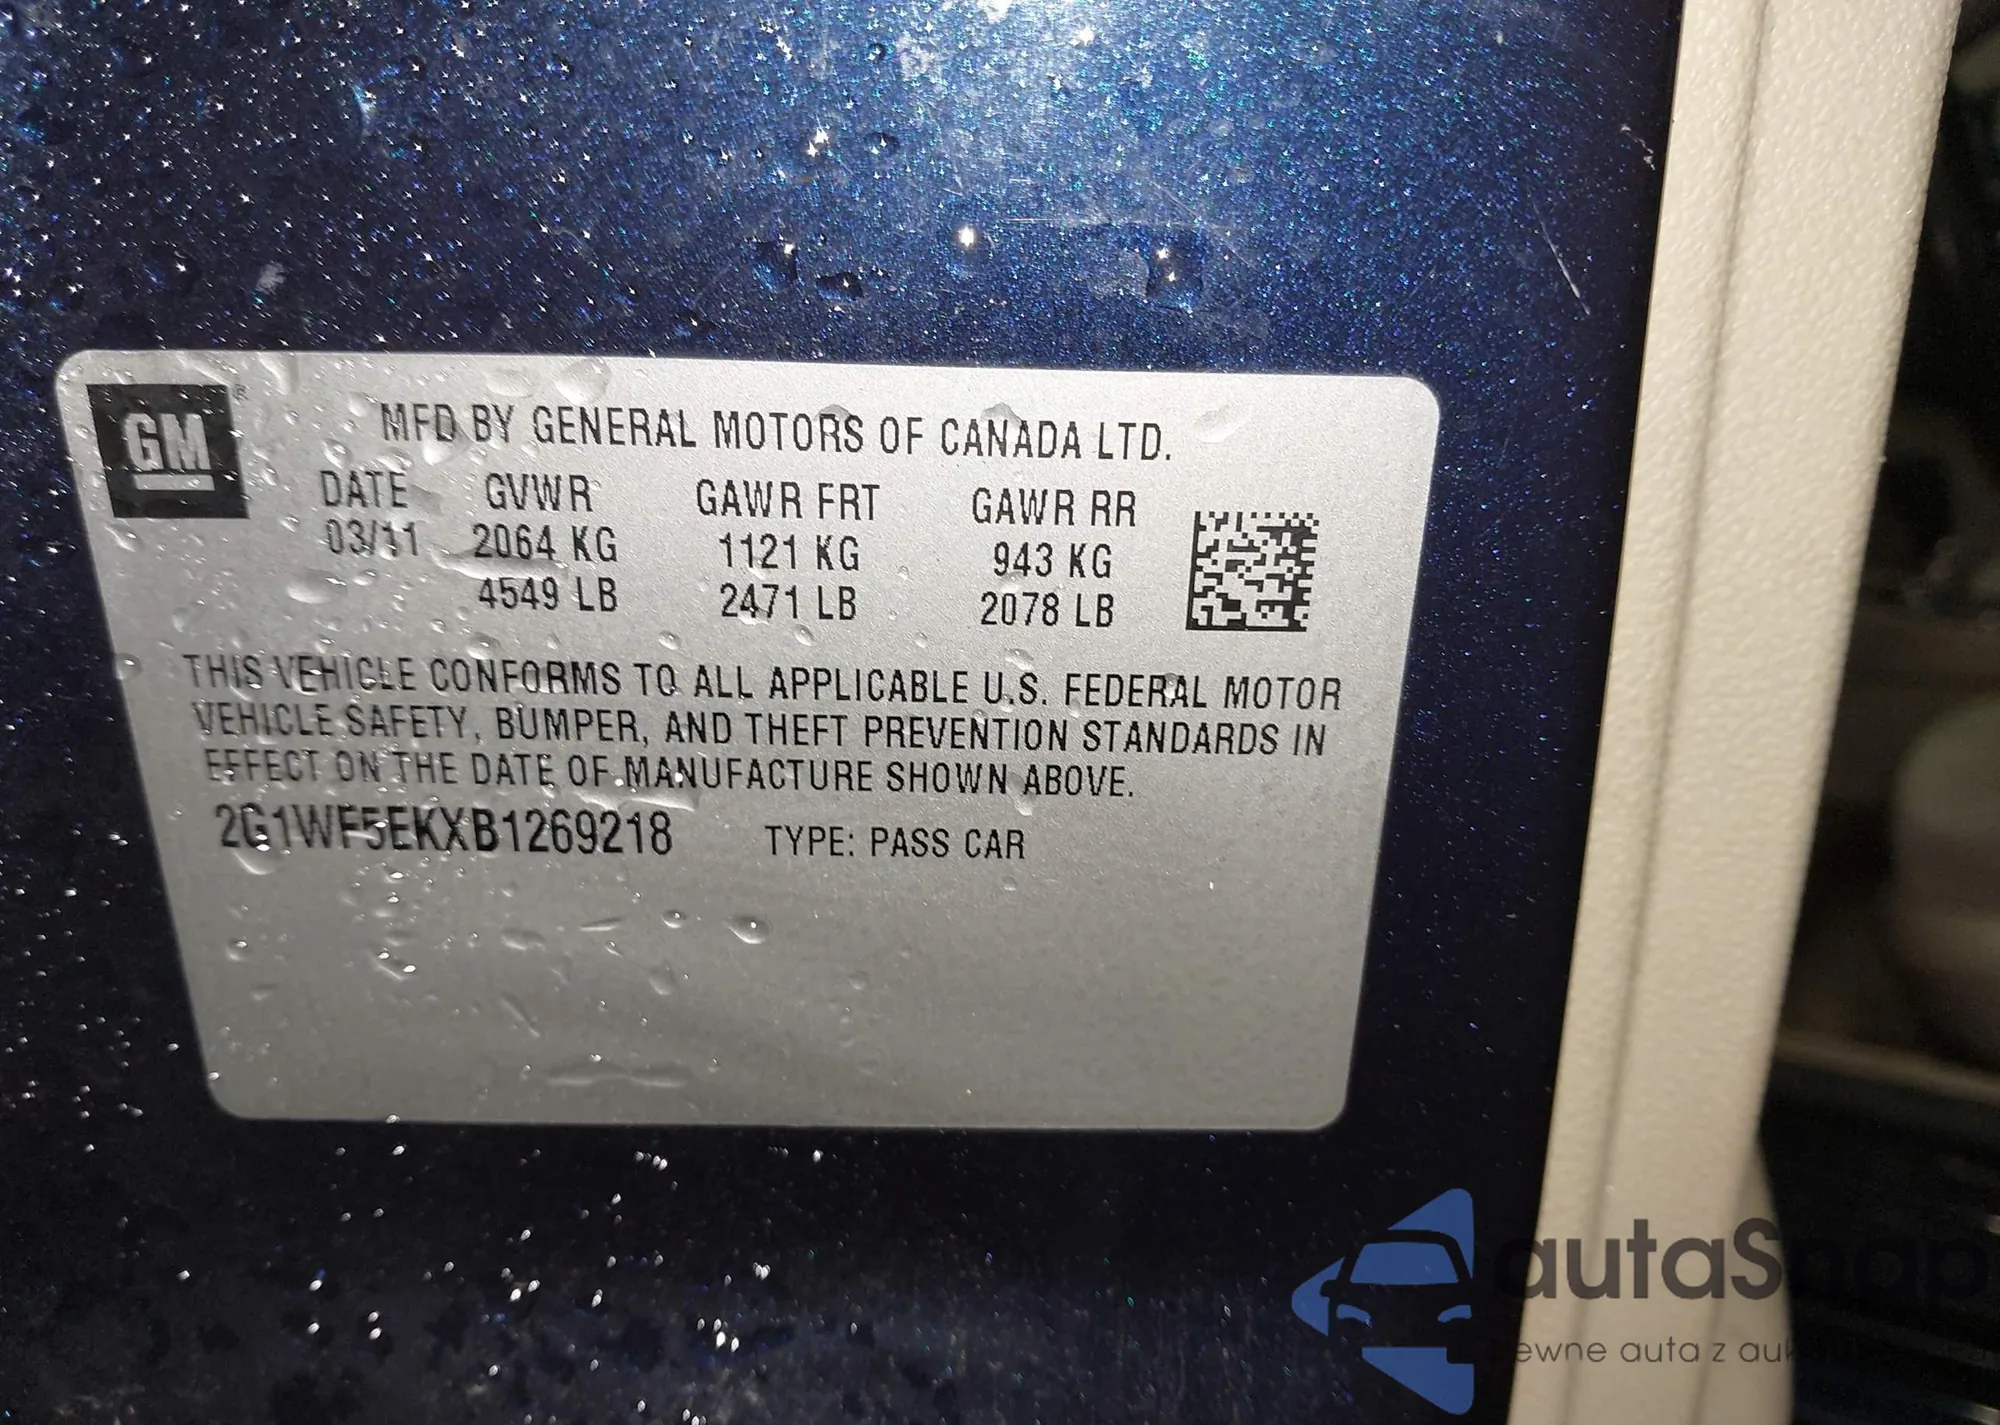 GM ®
MFD BY GENERAL MOTORS OF CANADA LTD.
DATE GVWR GAWR FRT GAWR RR
03/11 2064 KG 1121 KG 943 KG
4549 LB 2471 LB 2078 LB
THIS VEHICLE CONFORMS TO ALL APPLICABLE U.S. FEDERAL MOTOR
VEHICLE SAFETY, BUMPER, AND THEFT PREVENTION STANDARDS IN
EFFECT ON THE DATE OF MANUFACTURE SHOWN ABOVE.
2G1WF5EKXB1269218 TYPE: PASS CAR
autaSnap
auta z